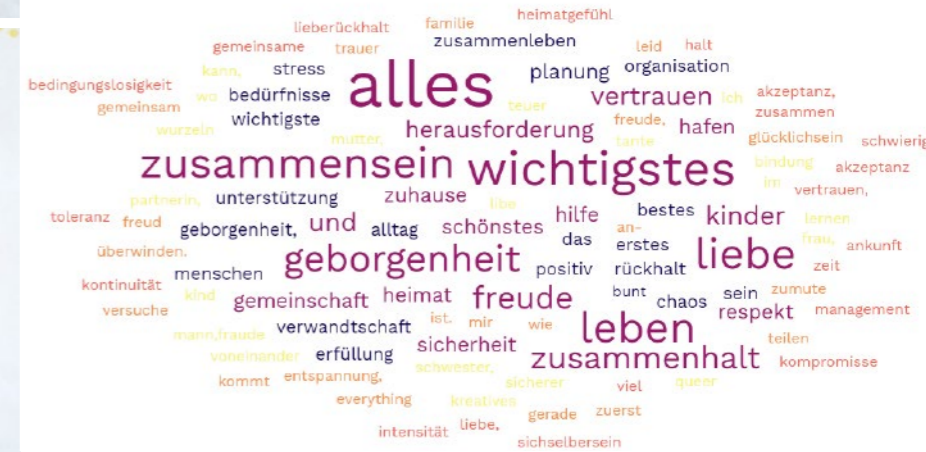 heimatgefühl
lieberückhalt familie
gemeinsame trauer zusammenleben leid halt
kann, stress alles planung organisation
bedingungslosigkeit wo bedürfnisse teuer vertrauen ich akzeptanz,
gemeinsam wichtigste zusammen
wurzeln mutter, herausforderung freude, hafen
tante glücklichsein schwierig
zusammensein wichtigstes bindung akzeptanz
im vertrauen,
partnerin, unterstützung zuhause libe
toleranz freud geborgenheit, und alltag schönstes hilfe an- bestes kinder lernen
das erstes frau, ankunft
überwinden. geborgenheit positiv rückhalt liebe zeit
menschen
kontinuität kind gemeinschaft heimat freude bunt chaos sein zumute
versuche respekt management
mann,fraude verwandtschaft ist. mir wie leben teilen
voneinander erfüllung sicherheit zusammenhalt kompromisse
schwester,
kommt entspannung, sicherer viel queer
everything kreatives gerade zuerst
intensität liebe,
sichselbersein